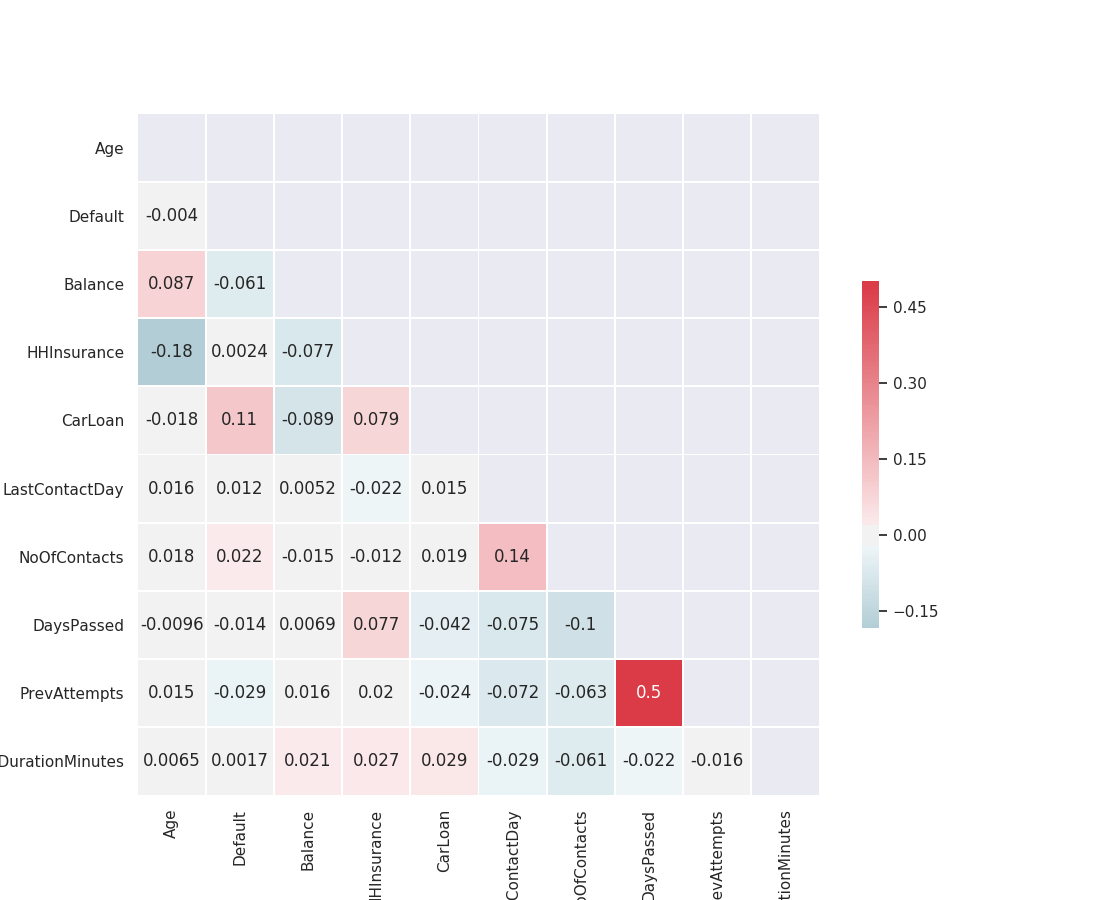 Age
Default -0.004
Balance 0.087 -0.061
HHInsurance -0.18 0.0024 -0.077
CarLoan -0.018 0.11 -0.089 0.079
LastContactDay 0.016 0.012 0.0052 -0.022 0.015
NoOfContacts 0.018 0.022 -0.015 -0.012 0.019 0.14
DaysPassed -0.0096 -0.014 0.0069 0.077 -0.042 -0.075 -0.1
PrevAttempts 0.015 -0.029 0.016 0.02 -0.024 -0.072 -0.063 0.5
DurationMinutes 0.0065 0.0017 0.021 0.027 0.029 -0.029 -0.061 -0.022 -0.016
Age
Default
Balance
HHInsurance
CarLoan
ContactDay
oOfContacts
DaysPassed
evAttempts
tionMinutes
0.45
0.30
0.15
0.00
−0.15